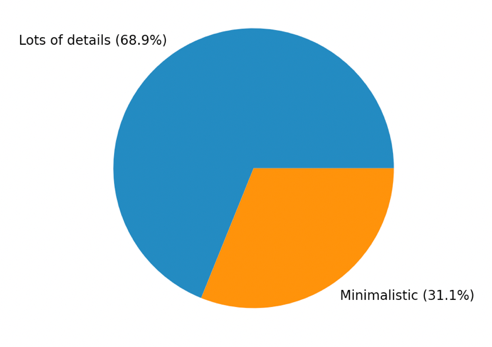 Lots of details (68.9%)
Minimalistic (31.1%)